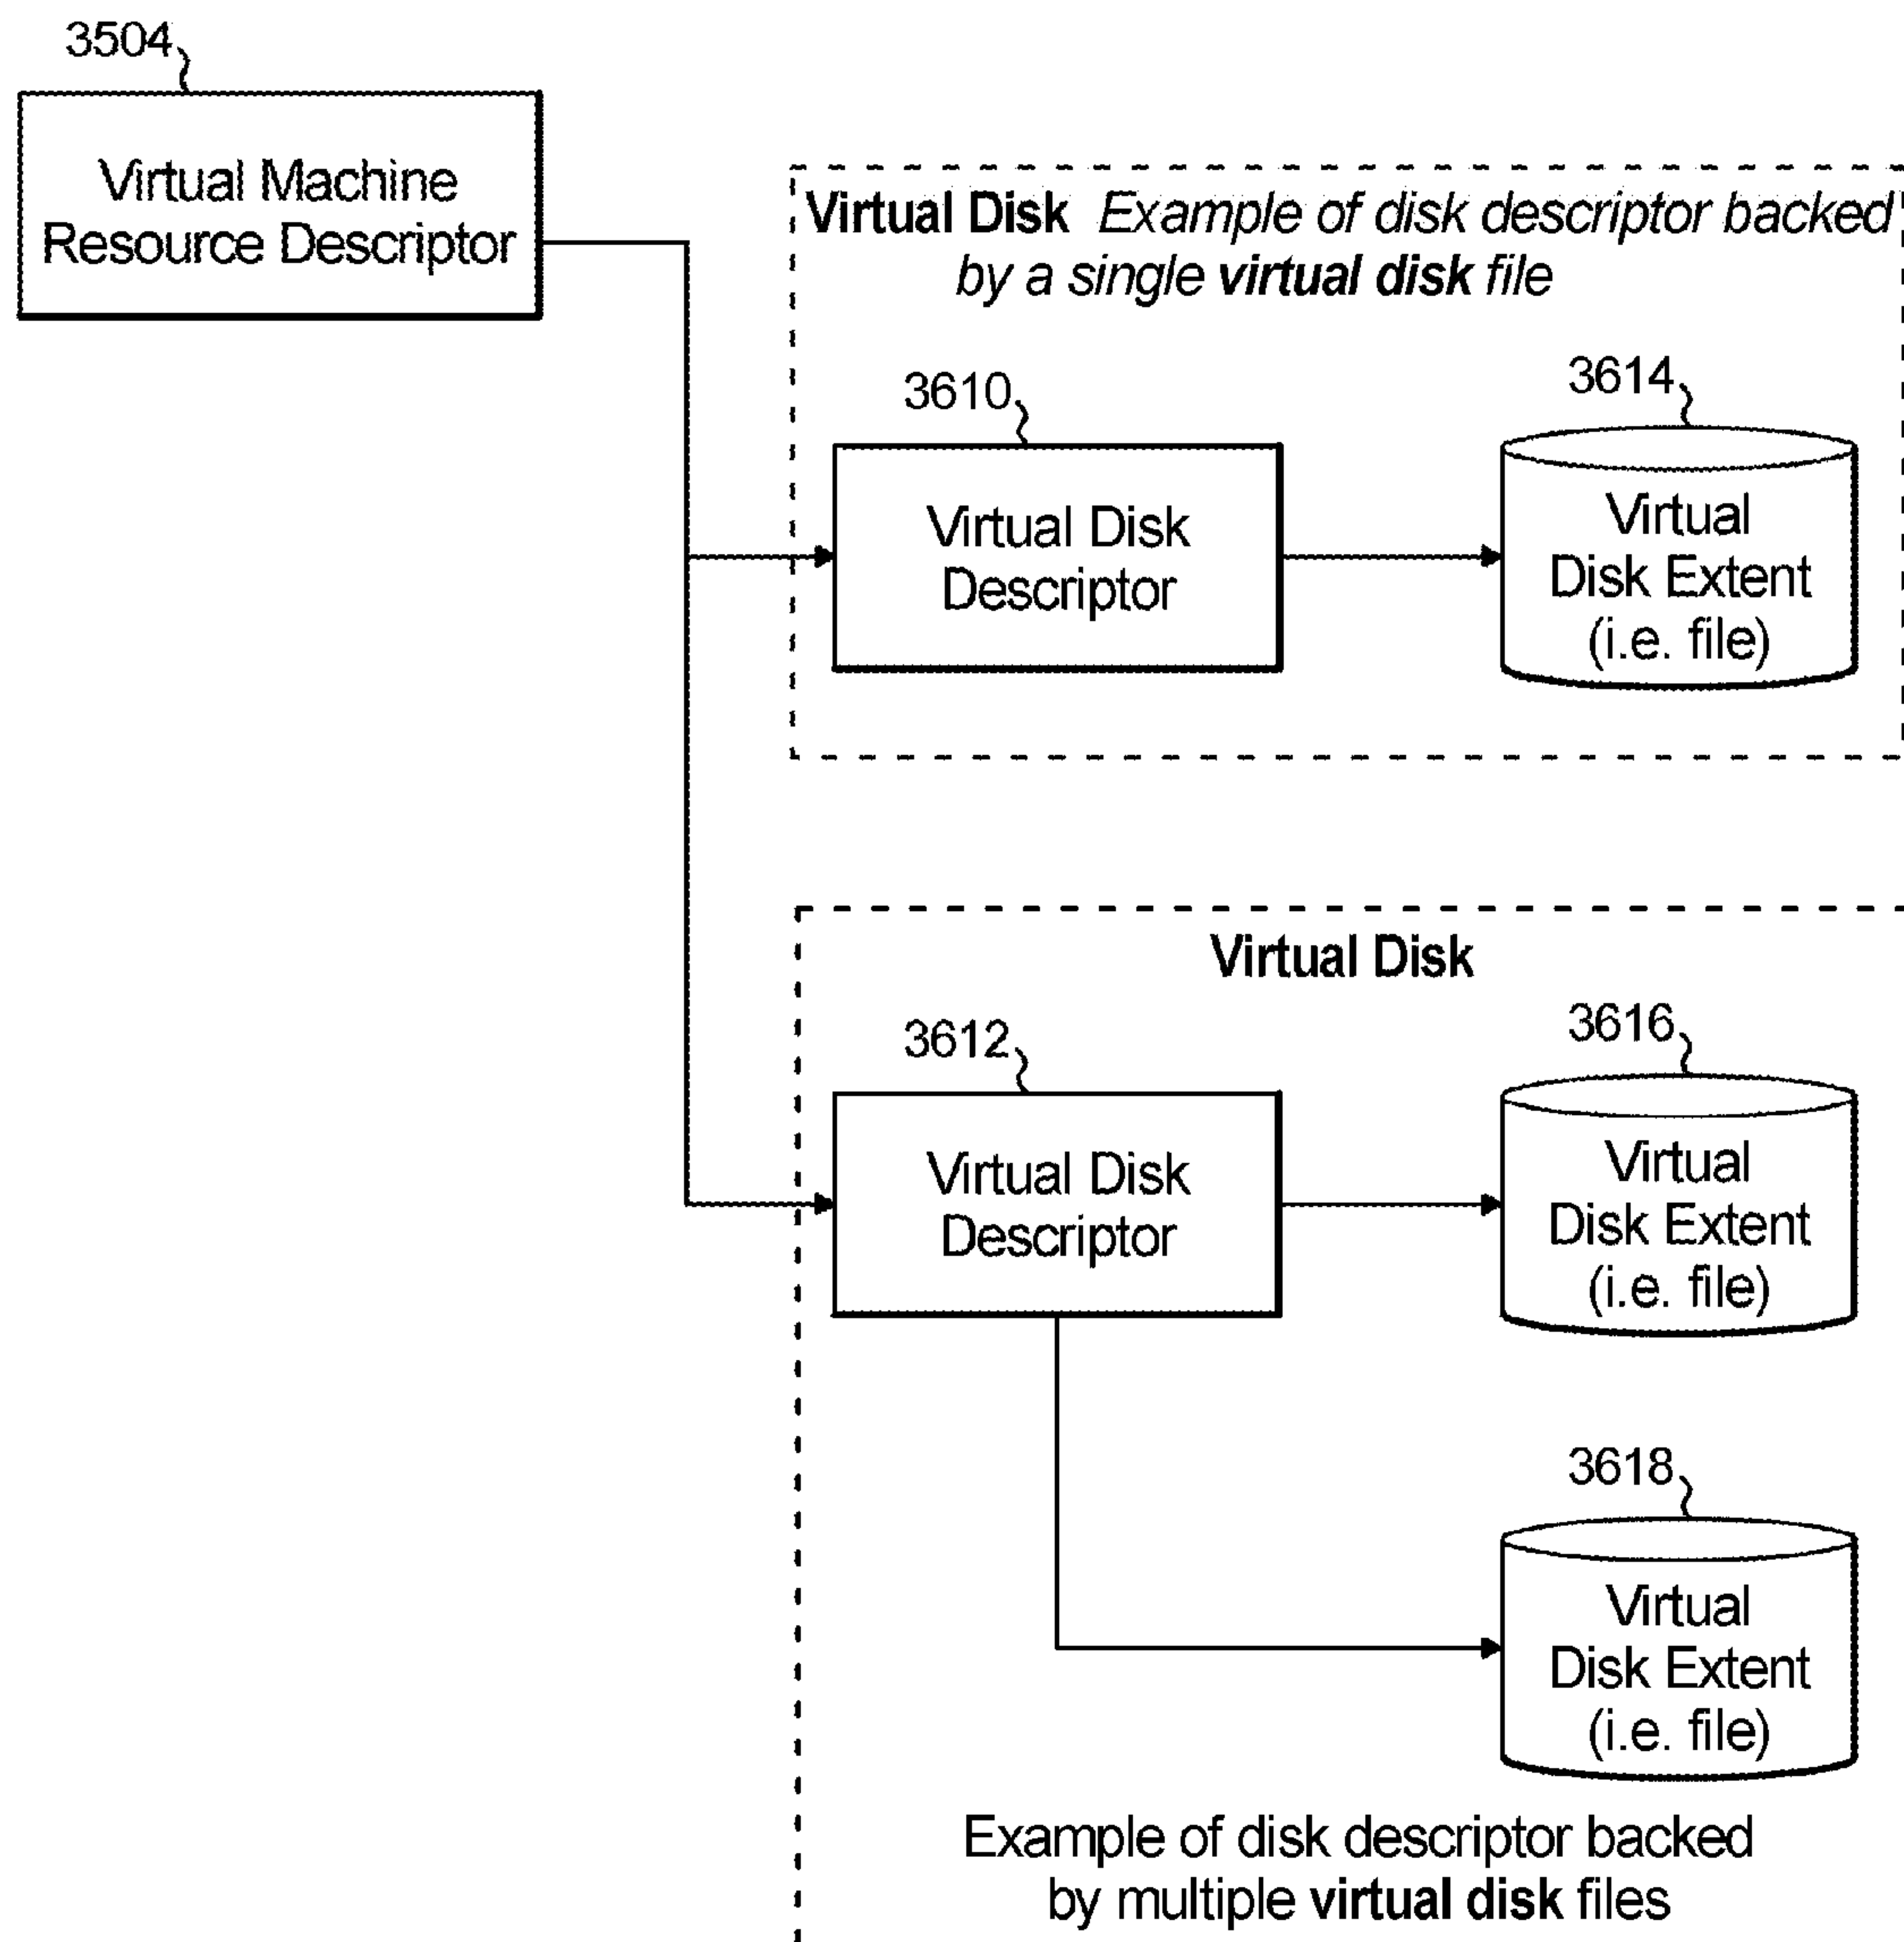 3504
Virtual Machine
Resource Descriptor
Virtual Disk Example of disk descriptor backed
by a single virtual disk file
3610
3614
Virtual Disk
Descriptor
Virtual
Disk Extent
(i.e. file)
Virtual Disk
3612
3616
Virtual Disk
Descriptor
Virtual
Disk Extent
(i.e. file)
3618
Virtual
Disk Extent
(i.e. file)
Example of disk descriptor backed
by multiple virtual disk files